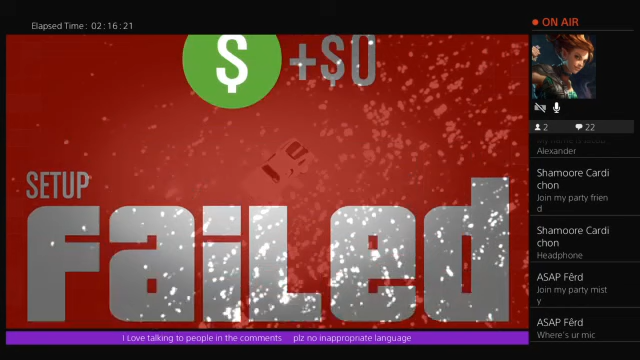 Elapsed Time : 02:16:21
ON AIR
$
+$0
2
22
Alexander
SETUP
Shamoore Cardi
chon
Join my party frien
d
Failed
Shamoore Cardi
chon
Headphone
ASAP Fêrd
Join my party mist
y
ASAP Fêrd
Where's ur mic
I Love talking to people in the comments plz no inappropriate language